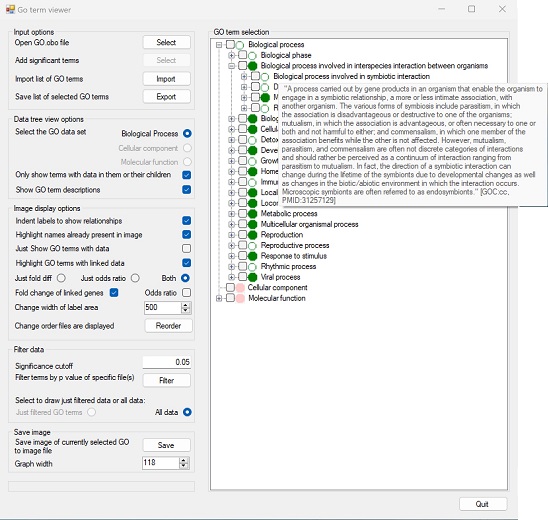 Go term viewer
Input options
Open GO.obo file
Select
Add significant terms
Select
Import list of GO terms
Import
Save list of selected GO terms
Export
Data tree view options
Select the GO data set
Biological Process
Cellular component
Molecular function
Only show terms with data in them or their children
Show GO term descriptions
Image display options
Indent labels to show relationships
Highlight names already present in image
Just Show GO terms with data
Highlight GO terms with linked data
Just fold diff
Just odds ratio
Both
Fold change of linked genes
Odds ratio
Change width of label area
500
Change order files are displayed
Reorder
Filter data
Significance cutoff
0.05
Filter terms by p value of specific file(s)
Filter
Select to draw just filtered data or all data:
Just filtered GO terms
All data
Save image
Save image of currently selected GO
to image file
Save
Graph width
118
GO term selection
Biological process
Biological phase
Biological process involved in interspecies interaction between organisms
Biological process involved in symbiotic interaction
D
M
R
Biolog
Cellula
Detox
Devel
Growt
Home
Immu
Local
Locom
Metabolic process
Multicellular organismal process
Reproduction
Reproductive process
Response to stimulus
Rhythmic process
Viral process
Cellular component
Molecular function
"A process carried out by gene products in an organism that enable the organism to
engage in a symbiotic relationship, a more or less intimate association, with
another organism. The various forms of symbiosis include parasitism, in which
the association is disadvantageous or destructive to one of the organisms;
mutualism, in which the association is advantageous, or often necessary to one or
both and not harmful to either; and commensalism, in which one member of the
association benefits while the other is not affected. However, mutualism,
parasitism, and commensalism are often not discrete categories of interactions
and should rather be perceived as a continuum of interaction ranging from
parasitism to mutualism. In fact, the direction of a symbiotic interaction can
change during the lifetime of the symbionts due to developmental changes as well
as changes in the biotic/abiotic environment in which the interaction occurs.
Microscopic symbionts are often referred to as endosymbionts." [GOC:cc,
PMID:31257129]
Quit